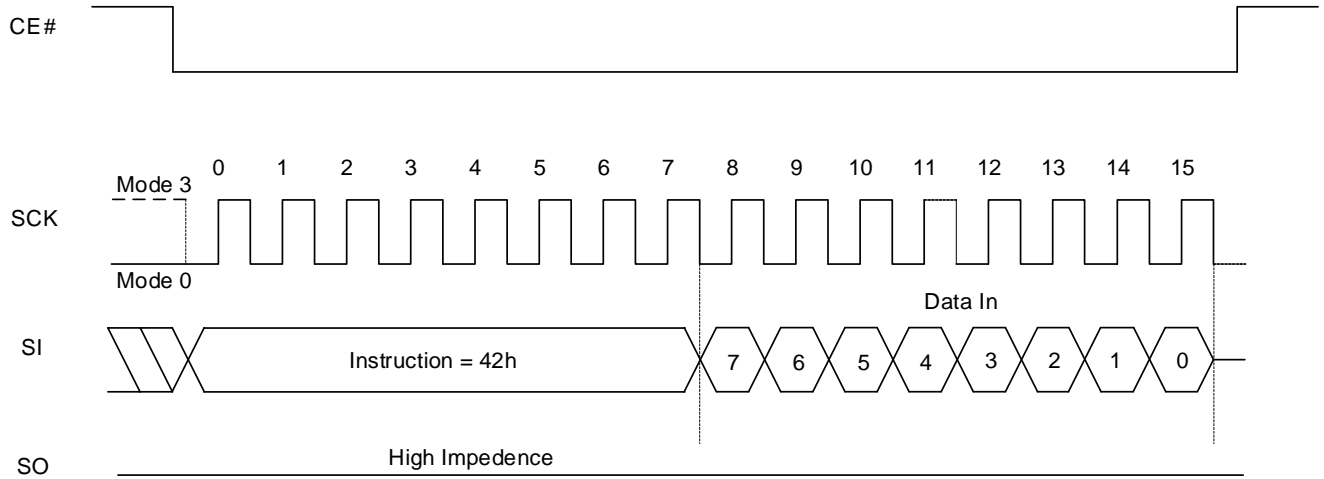 CE#
0 1 2 3 4 5 6 7 8 9 10 11 12 13 14 15
Mode 3
SCK
Mode 0
Data In
SI
Instruction = 42h
7 6 5 4 3 2 1 0
High Impedence
SO